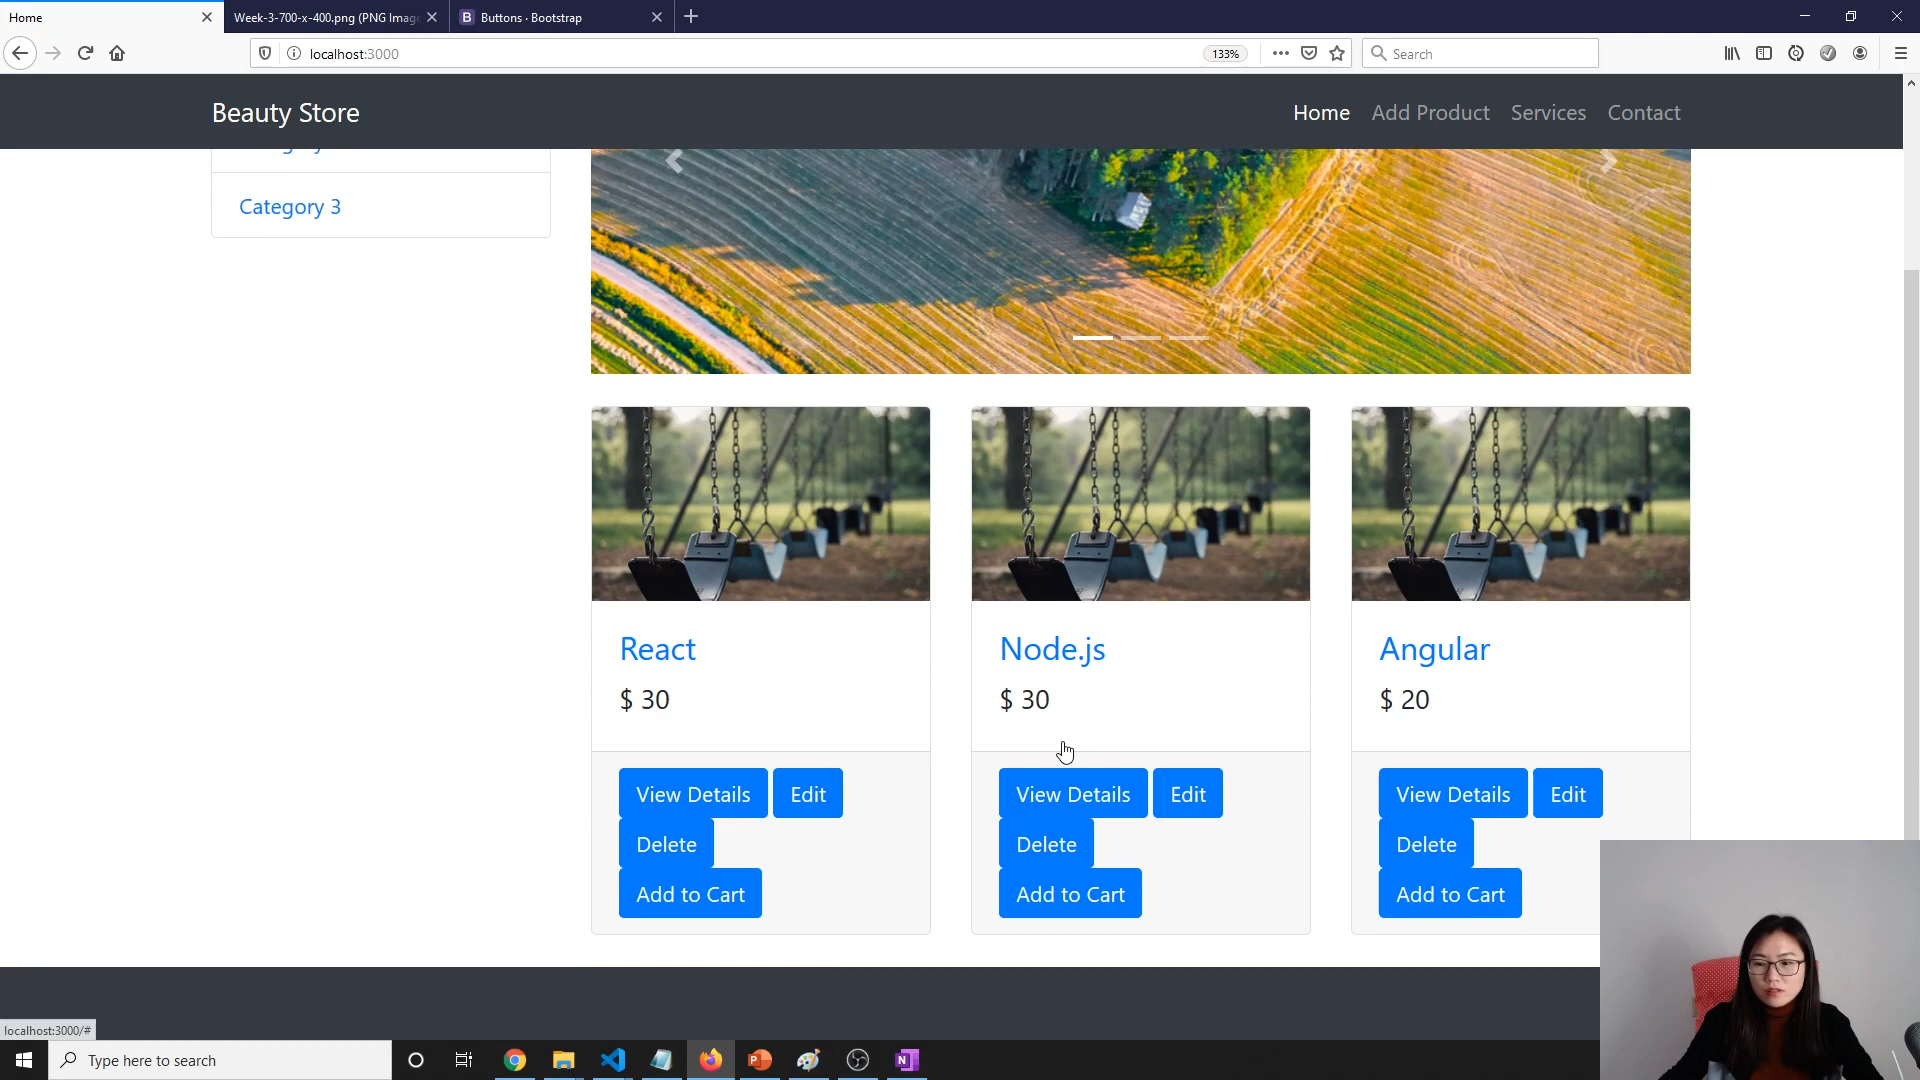 Home
Week-3-700-x-400.png (PNG Imag
B Buttons · Bootstrap
localhost:3000
133%
Search
Beauty Store
Home Add Product Services Contact
Category 3
React
$ 30
View Details Edit
Delete
Add to Cart
Node.js
$ 30
View Details Edit
Delete
Add to Cart
Angular
$ 20
View Details Edit
Delete
Add to Cart
localhost:3000/#
Type here to search